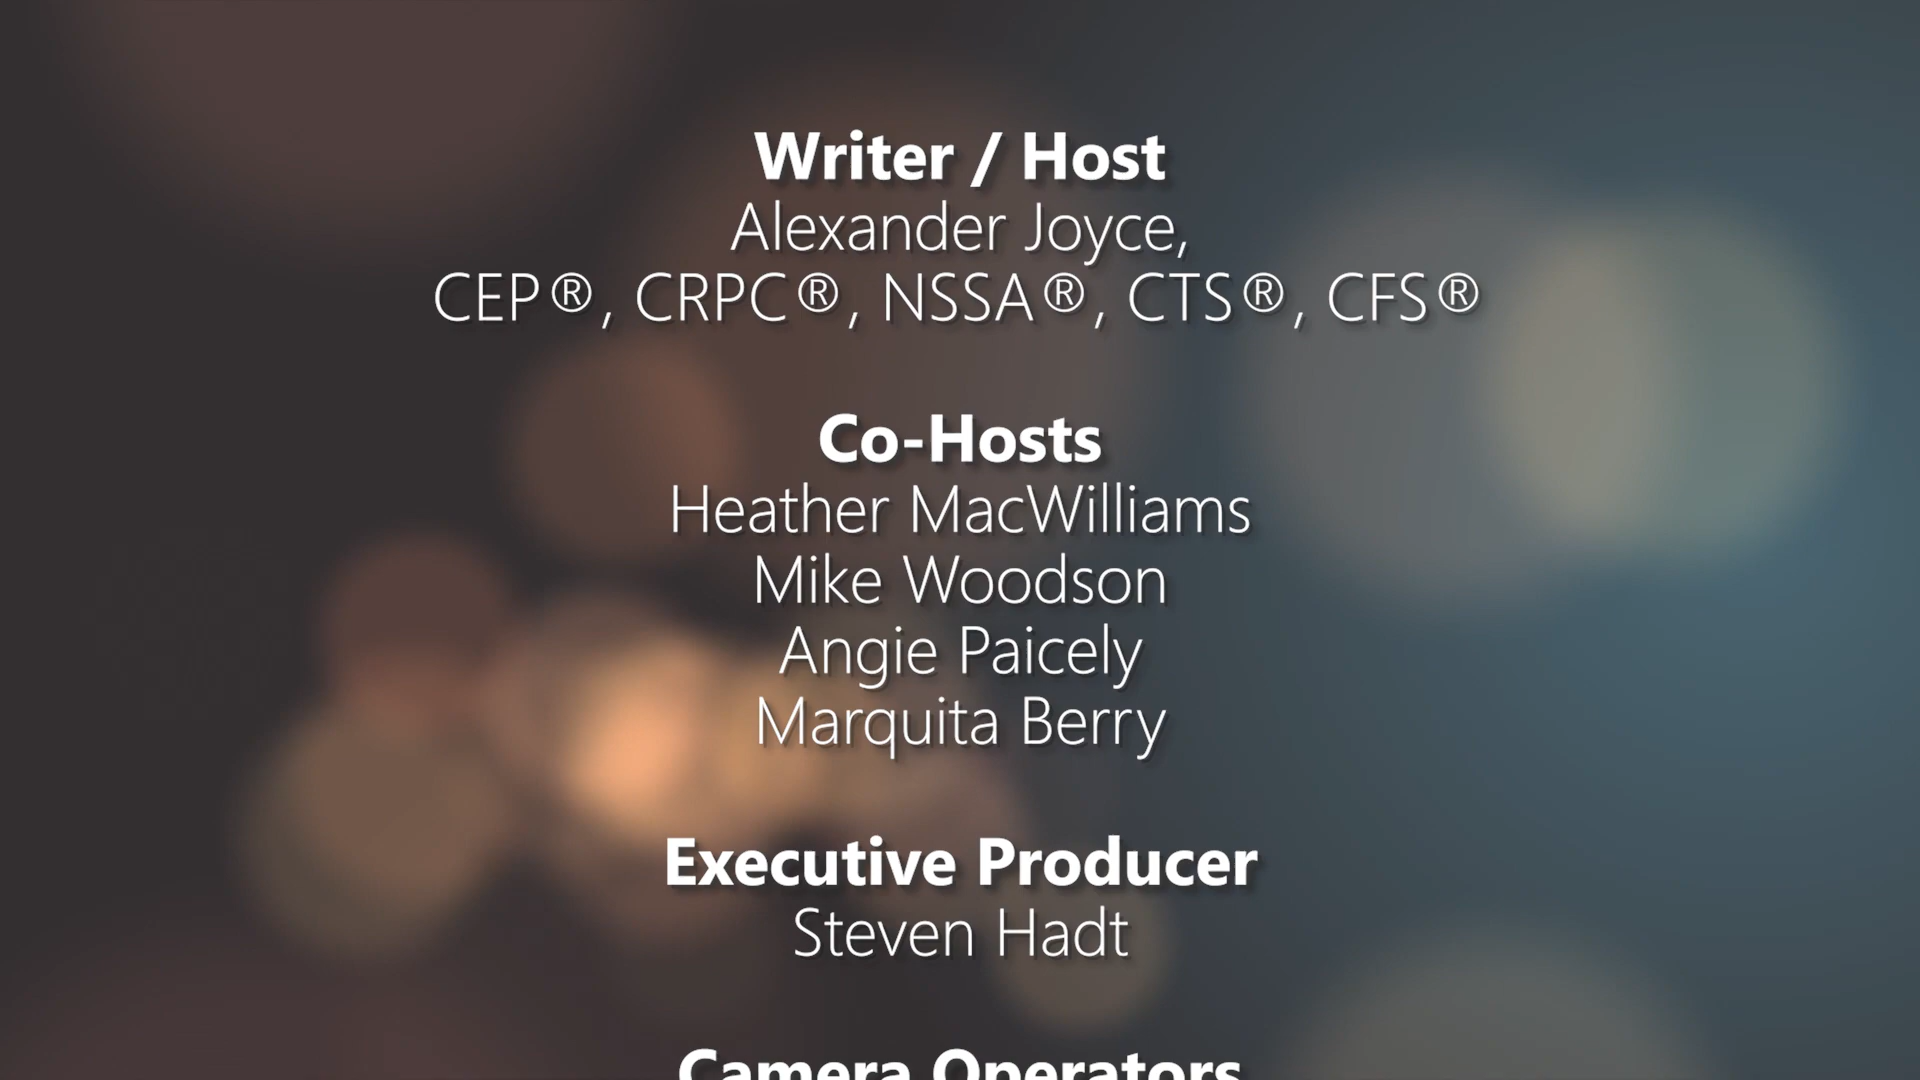 Writer / Host
Alexander Joyce,
CEP®, CRPC®, NSSA®, CTS®, CFS®
Co-Hosts
Heather MacWilliams
Mike Woodson
Angie Paicely
Marquita Berry
Executive Producer
Steven Hadt
Camera Operators